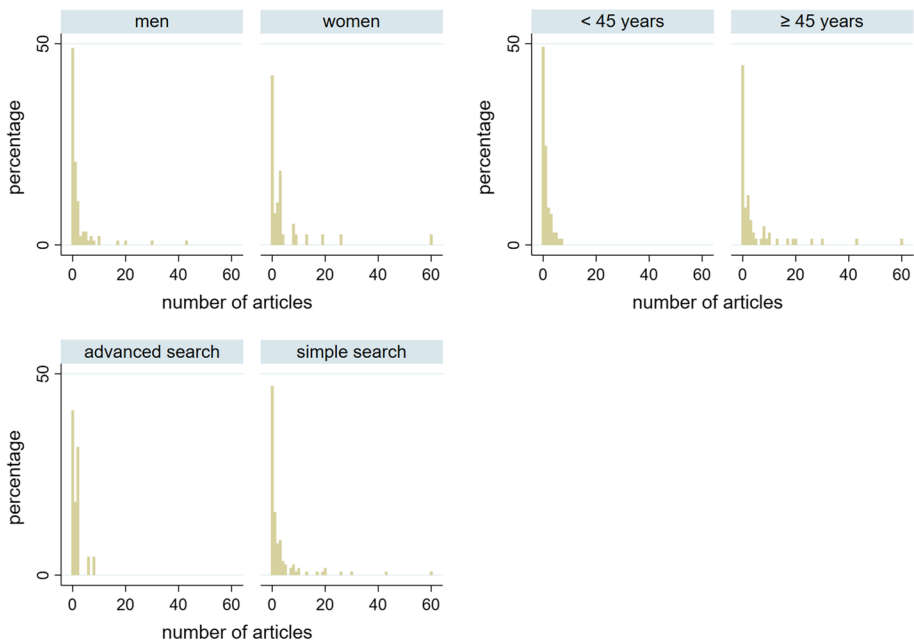 men women
50
0
percentage
0 20 40 60 0 20 40 60
number of articles
< 45 years ≥ 45 years
50
0
percentage
0 20 40 60 0 20 40 60
number of articles
advanced search simple search
50
0
percentage
0 20 40 60 0 20 40 60
number of articles